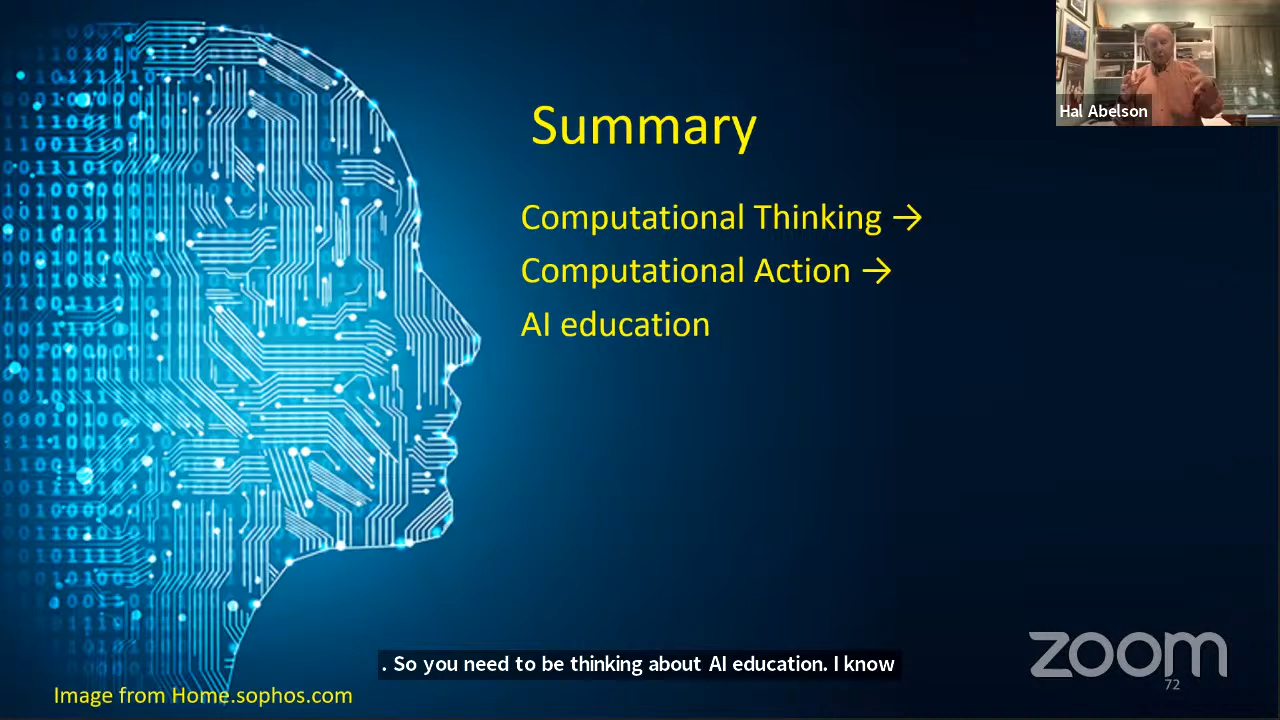 Hal Abelson
Summary
Computational Thinking →
Computational Action →
AI education
. So you need to be thinking about AI education. I know
zoom
72
Image from Home.sophos.com